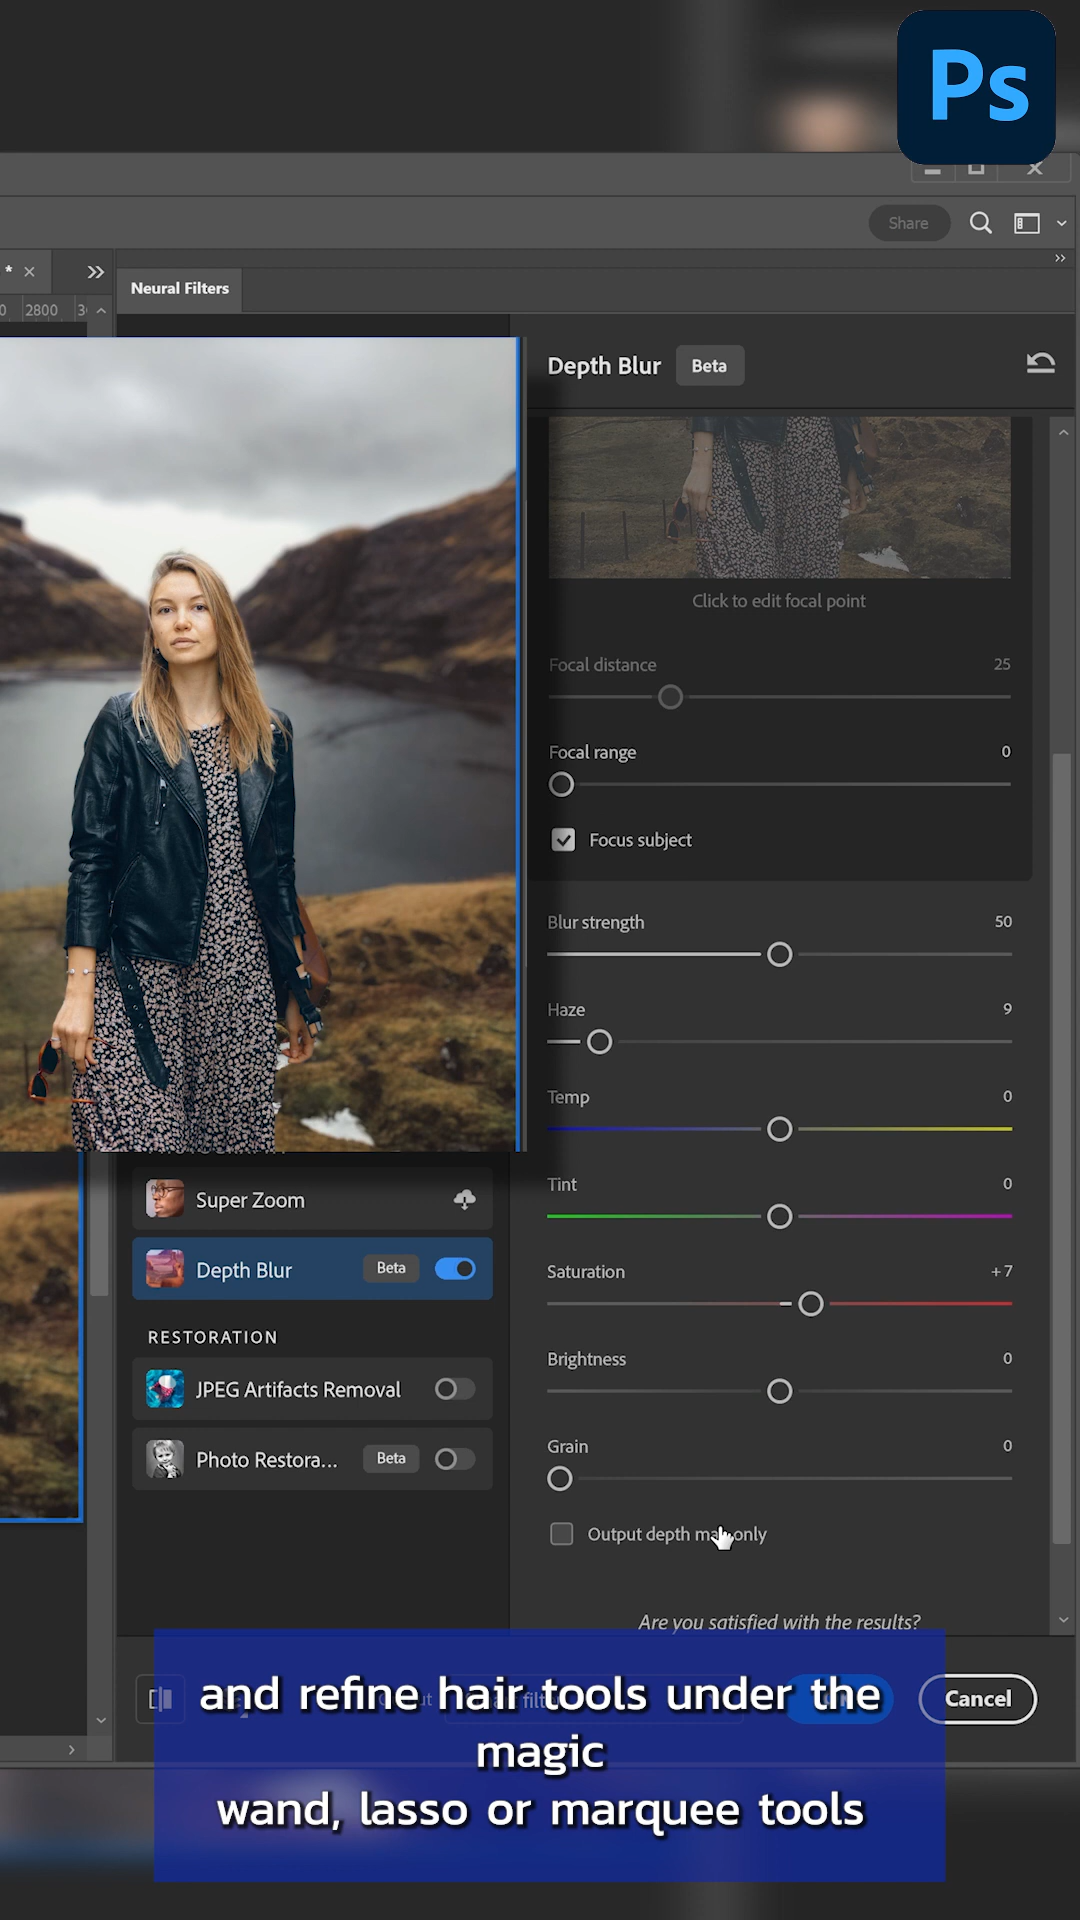 Ps
Share
*
2800
Neural Filters
Depth Blur
Beta
Click to edit focal point
Focal distance
25
Focal range
0
Focus subject
Blur strength
50
Haze
9
Temp
0
Tint
0
Saturation
+7
Brightness
0
Grain
0
Output depth map only
Are you satisfied with the results?
Super Zoom
Depth Blur
Beta
RESTORATION
JPEG Artifacts Removal
Photo Restora...
Beta
Cancel
and refine hair tools under the
magic
wand, lasso or marquee tools